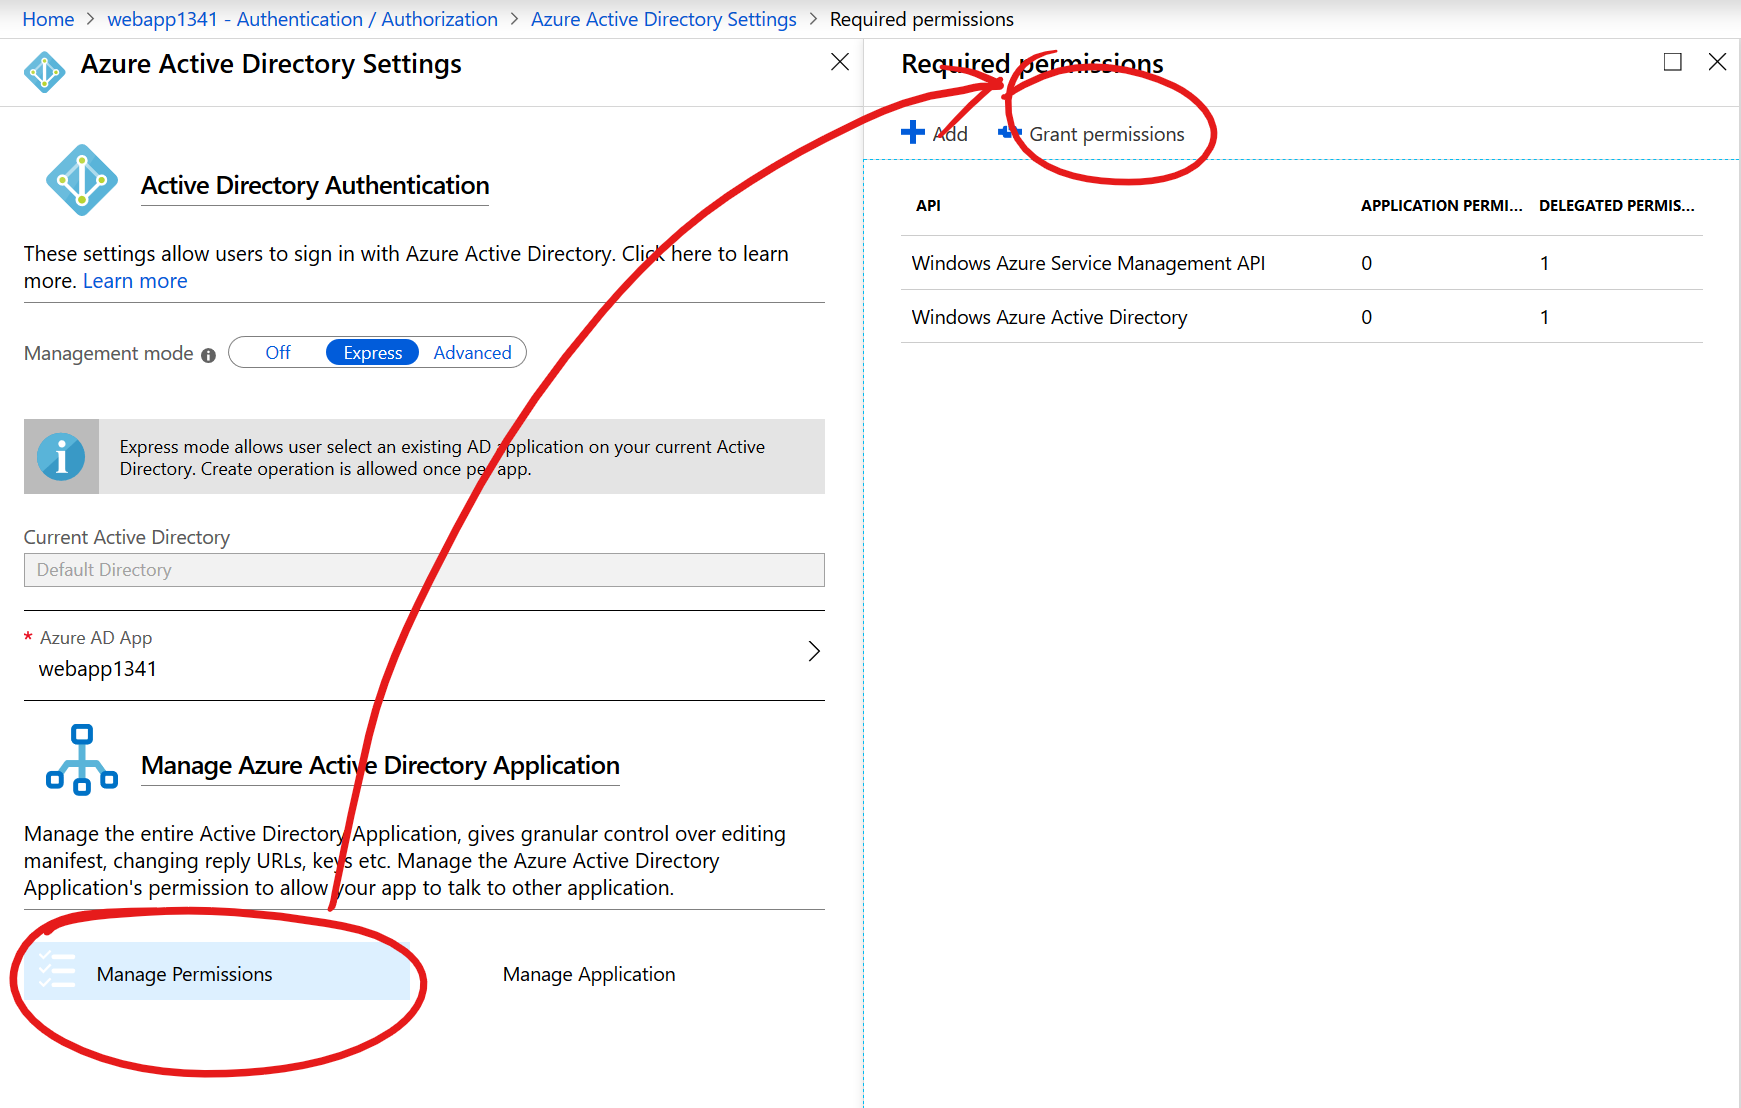 Home > webapp1341 - Authentication / Authorization > Azure Active Directory Settings > Required permissions
Azure Active Directory Settings
Active Directory Authentication
These settings allow users to sign in with Azure Active Directory. Click here to learn
more. Learn more
Management mode
Off Express Advanced
Express mode allows user select an existing AD application on your current Active
Directory. Create operation is allowed once per app.
Current Active Directory
Default Directory
* Azure AD App
webapp1341
Manage Azure Active Directory Application
Manage the entire Active Directory Application, gives granular control over editing
manifest, changing reply URLs, keys etc. Manage the Azure Active Directory
Application's permission to allow your app to talk to other application.
Manage Permissions
Manage Application
Required permissions
Add Grant permissions
API APPLICATION PERMI... DELEGATED PERMIS...
Windows Azure Service Management API 0 1
Windows Azure Active Directory 0 1